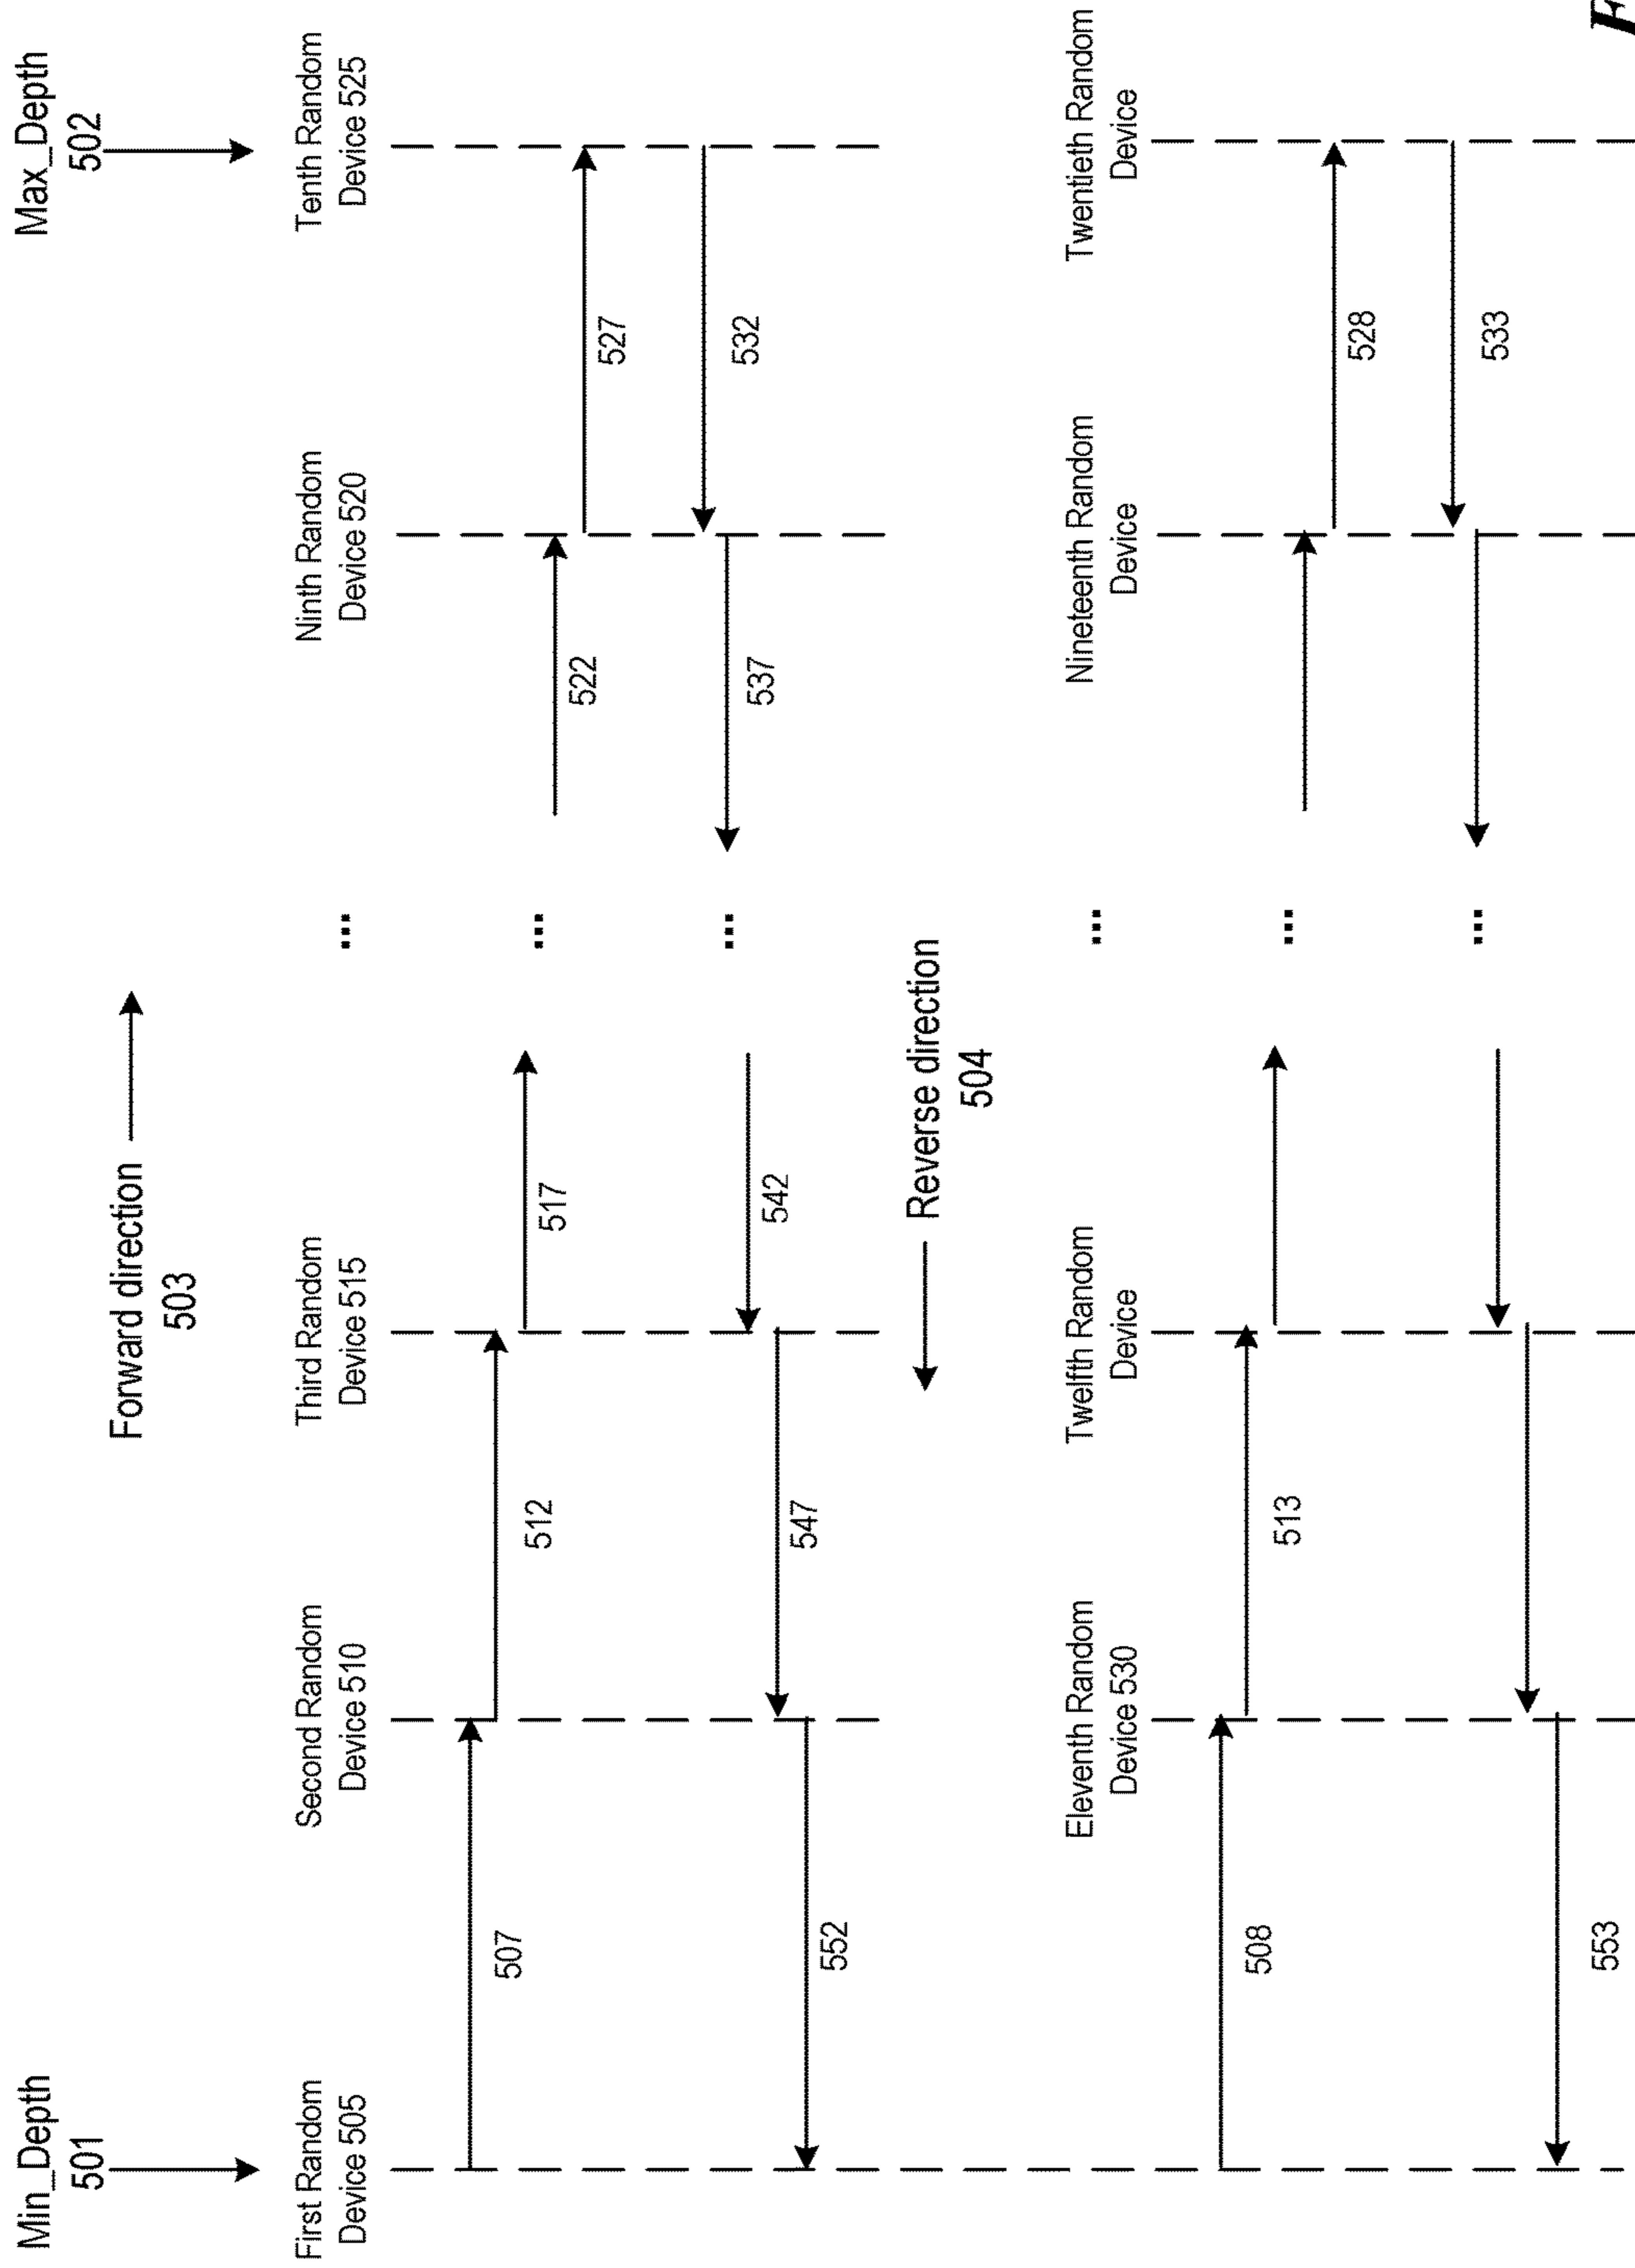 Min_Depth
501
Forward direction
503
Max_Depth
502
First Random
Device 505
Second Random
Device 510
Third Random
Device 515
...
Ninth Random
Device 520
Tenth Random
Device 525
507
512
517
...
522
527
532
537
...
542
547
552
Reverse direction
504
Eleventh Random
Device 530
Twelfth Random
Device
...
Nineteenth Random
Device
Twentieth Random
Device
508
513
...
528
533
...
553
F